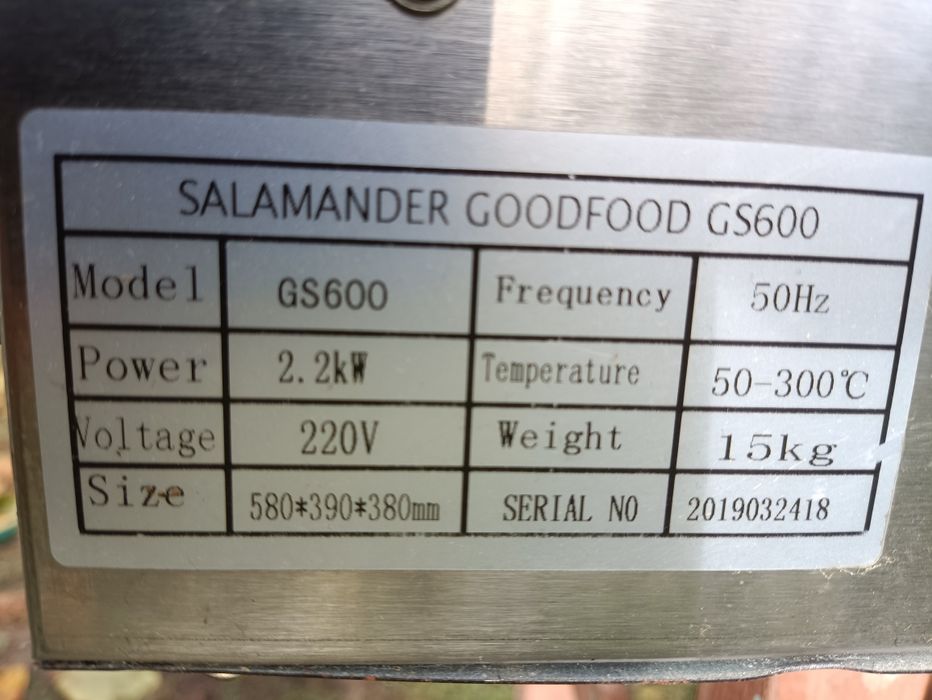 SALAMANDER GOODFOOD GS600
Model GS600 Frequency 50Hz
Power 2.2kW Temperature 50-300℃
Voltage 220V Weight 15kg
Size 580*390*380mm SERIAL NO 2019032418